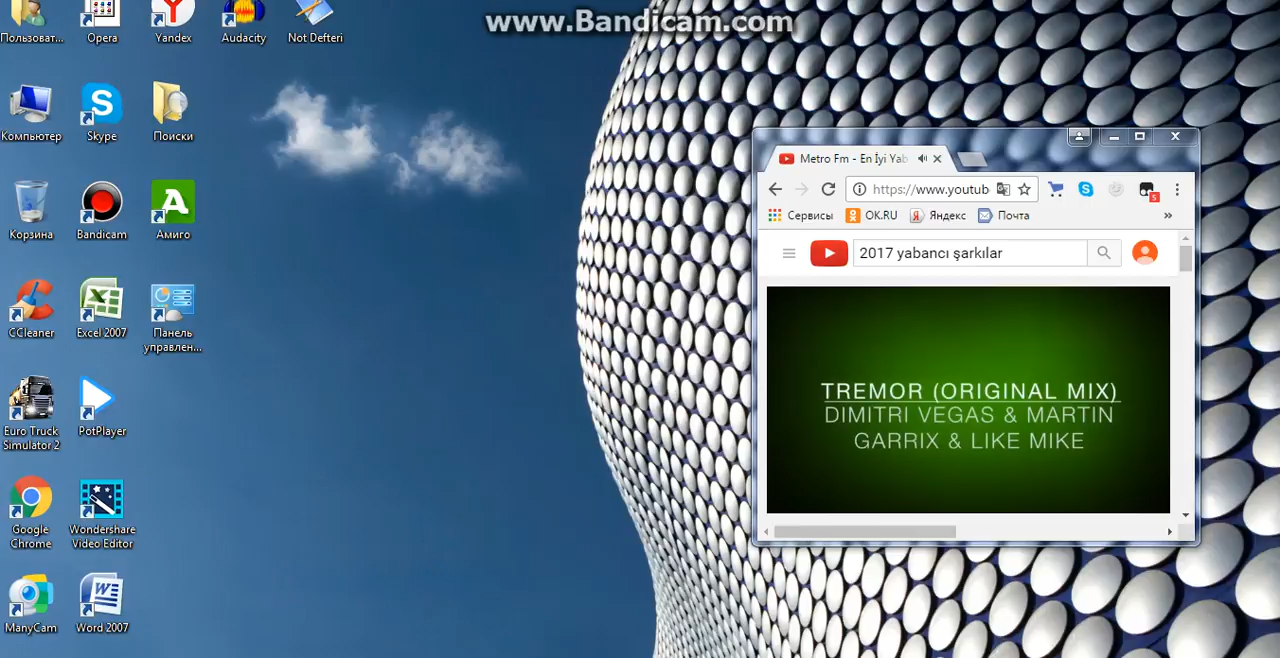 www.Bandicam.com
Пользоват...
Opera
Yandex
Audacity
Not Defteri
Компьютер
Skype
Поиски
Корзина
Bandicam
Амиго
CCleaner
Excel 2007
Панель
управлен...
Euro Truck
Simulator 2
PotPlayer
Google
Chrome
Wondershare
Video Editor
ManyCam
Word 2007
Metro Fm - En İyi Yab
https://www.youtub
5
Сервисы
OK.RU
Яндекс
Почта
»
2017 yabancı şarkılar
TREMOR (ORIGINAL MIX)
DIMITRI VEGAS & MARTIN
GARRIX & LIKE MIKE